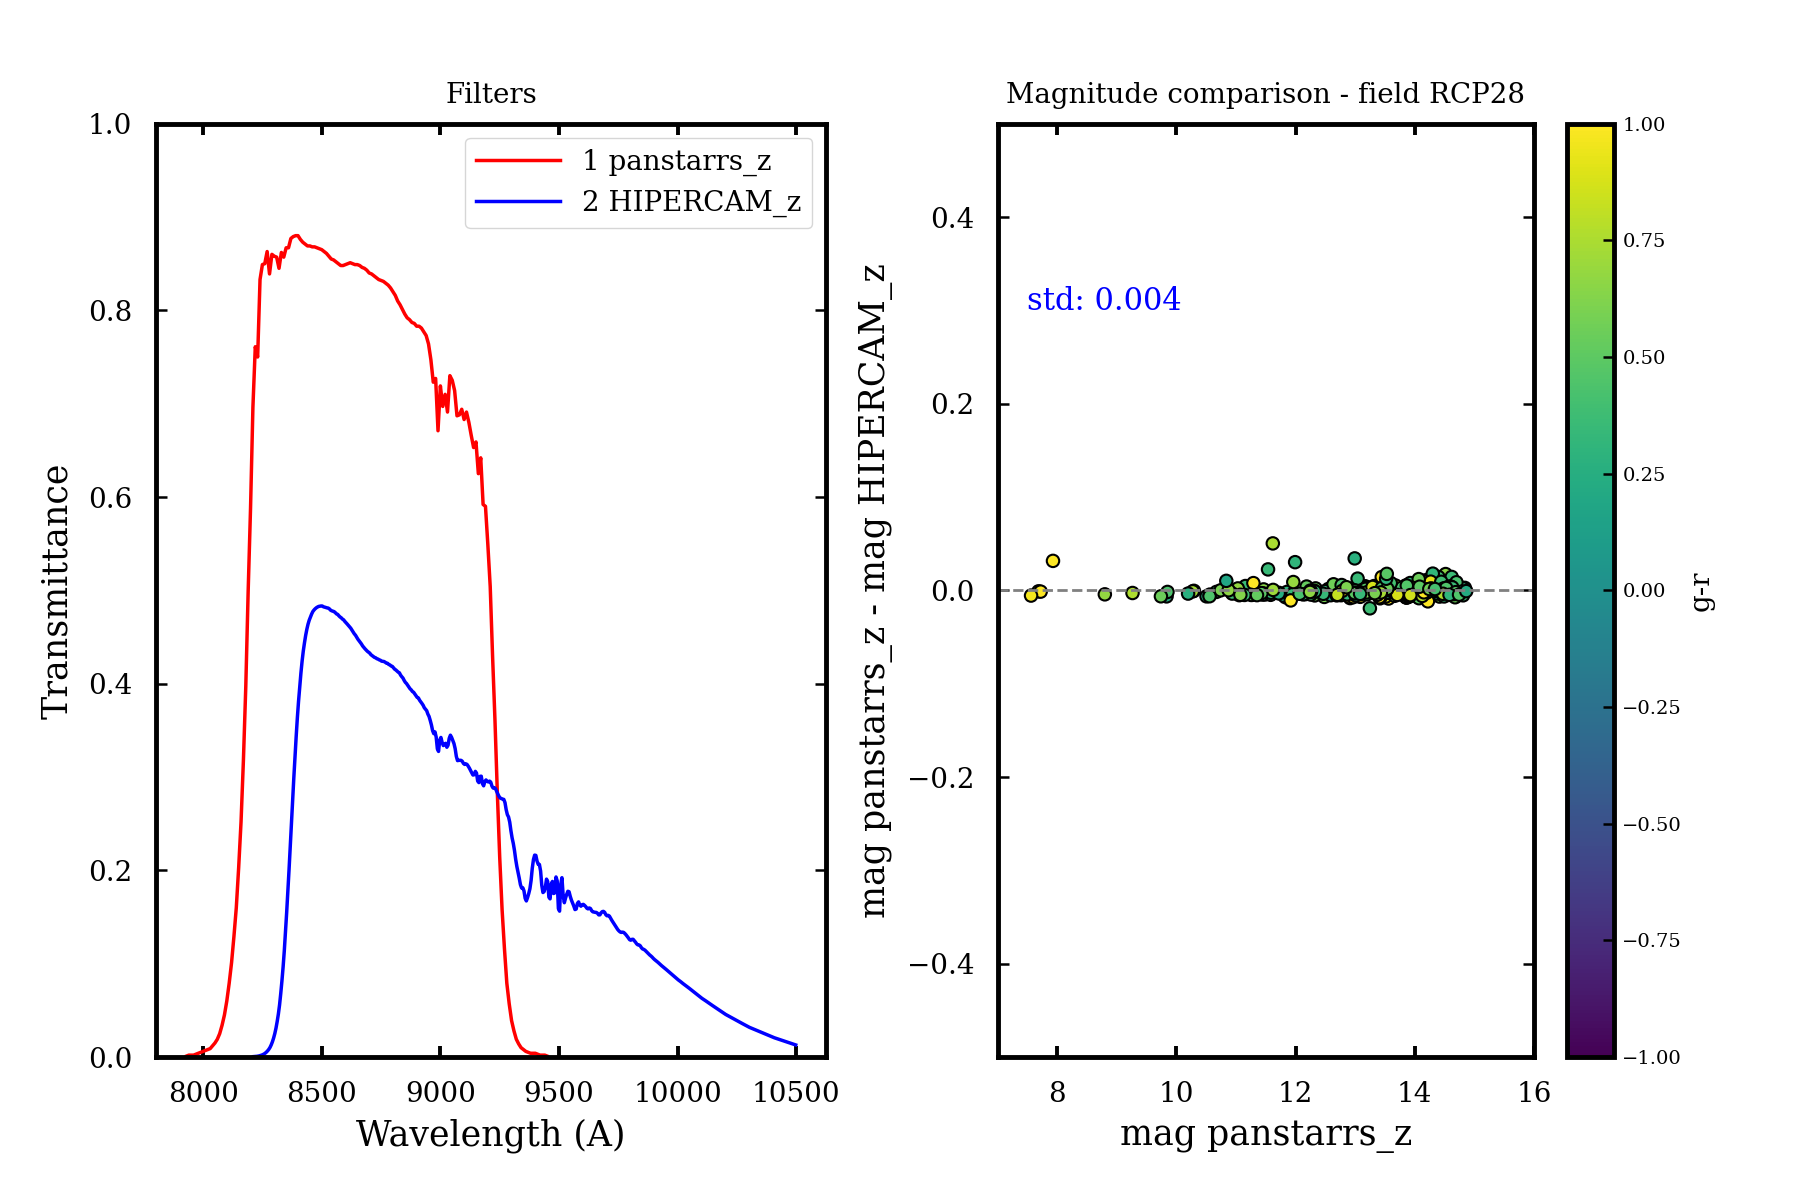 Filters
1.0
0.8
0.6
0.4
0.2
0.0
Transmittance
1 panstarrs_z
2 HIPERCAM_z
8000 8500 9000 9500 10000 10500
Wavelength (A)
Magnitude comparison - field RCP28
0.4
0.2
0.0
−0.2
−0.4
mag panstarrs_z - mag HIPERCAM_z
std: 0.004
8 10 12 14 16
mag panstarrs_z
1.00
0.75
0.50
0.25
0.00
−0.25
−0.50
−0.75
−1.00
g-r